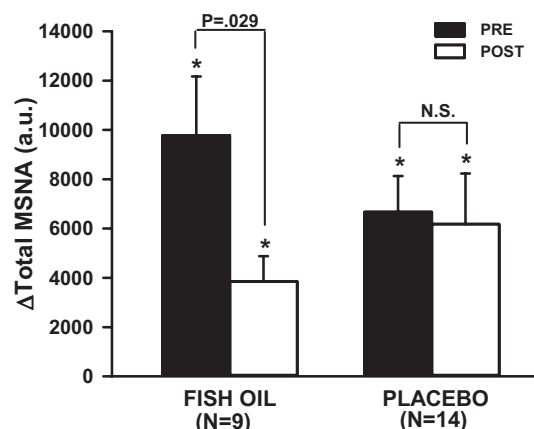 P=.029
PRE
POST
14000
12000
10000
8000
6000
4000
2000
0
ΔTotal MSNA (a.u.)
*
*
N.S.
*
*
FISH OIL
(N=9)
PLACEBO
(N=14)